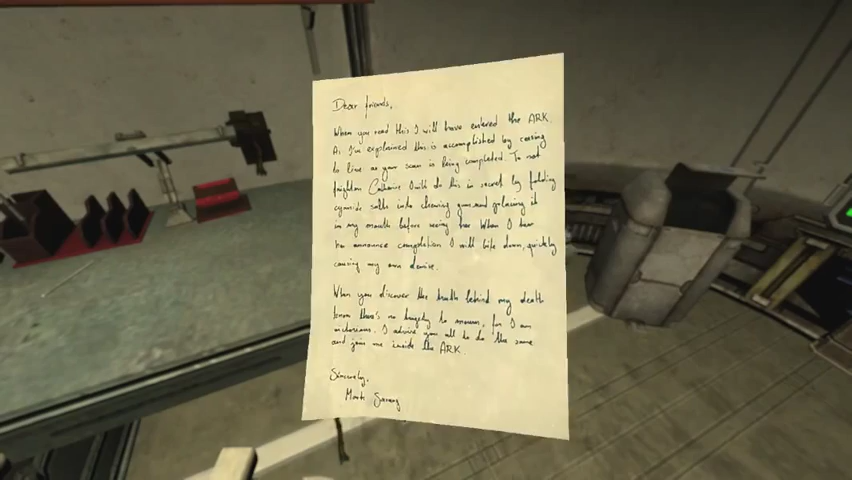 Dear friends,
When you read this I will have entered the ARK.
As I've explained this is accomplished by ceasing
to live as your scan is being completed. To not
frighten Catherine I will do this in secret by folding
cyanide salts into chewing gum and placing it
in my mouth before seeing her. When I hear
her announce completion I will bite down, quickly
causing my own demise.
When you discover the truth behind my death
know there's no tragedy to mourn, for I am
victorious. I advise you all to do the same
and join me inside the ARK.
Sincerely,
Mark Sarang